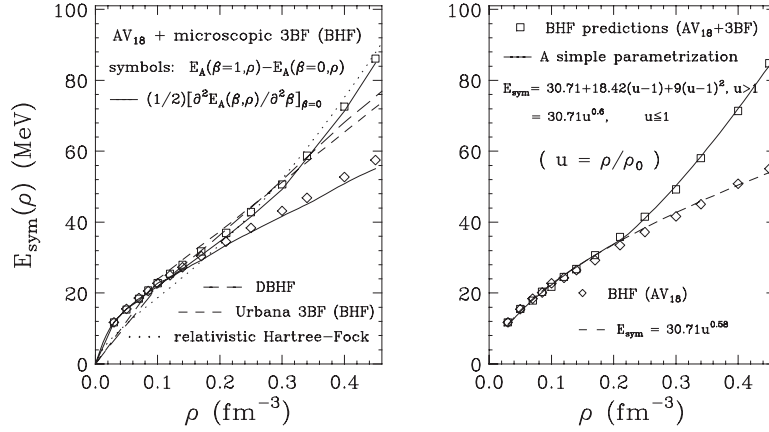 100
80
60
40
20
0
E_sym(ρ) (MeV)
AV₁₈ + microscopic 3BF (BHF)
symbols: E_A(β=1,ρ)−E_A(β=0,ρ)
(1/2)[∂²E_A(β,ρ)/∂²β]_β=0
DBHF
Urbana 3BF (BHF)
relativistic Hartree−Fock
0.0 0.1 0.2 0.3 0.4
ρ (fm⁻³)
100
80
60
40
20
0
BHF predictions (AV₁₈+3BF)
A simple parametrization
E_sym= 30.71+18.42(u−1)+9(u−1)², u>1
= 30.71u^0.6, u≤1
( u = ρ/ρ₀ )
BHF (AV₁₈)
E_sym = 30.71u^0.58
0.0 0.1 0.2 0.3 0.4
ρ (fm⁻³)